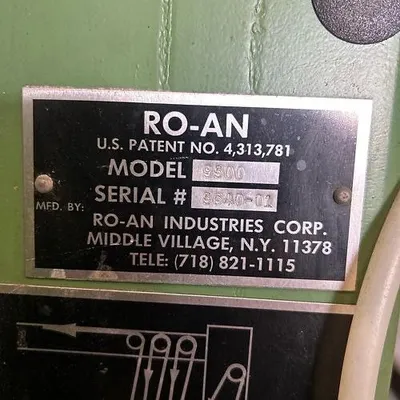 RO-AN
U.S. PATENT NO. 4,313,781
MODEL
SERIAL #
MFD. BY:
RO-AN INDUSTRIES CORP.
MIDDLE VILLAGE, N.Y. 11378
TELE: (718) 821-1115